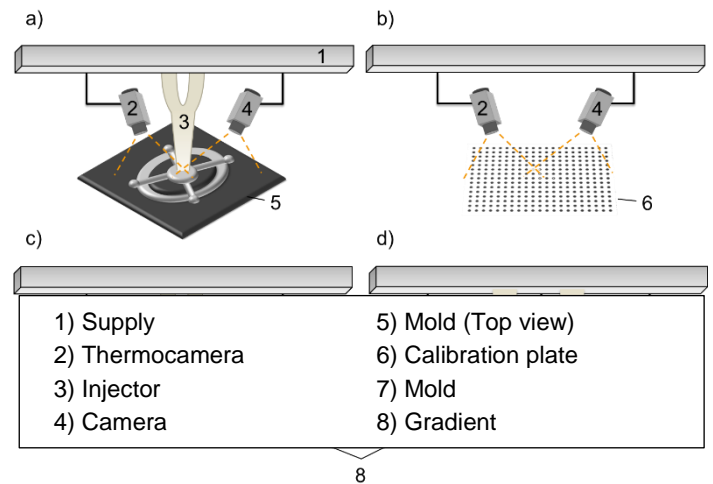 a)
b)
1
2
3
4
5
2
4
6
c)
d)
1) Supply
2) Thermocamera
3) Injector
4) Camera
5) Mold (Top view)
6) Calibration plate
7) Mold
8) Gradient
8